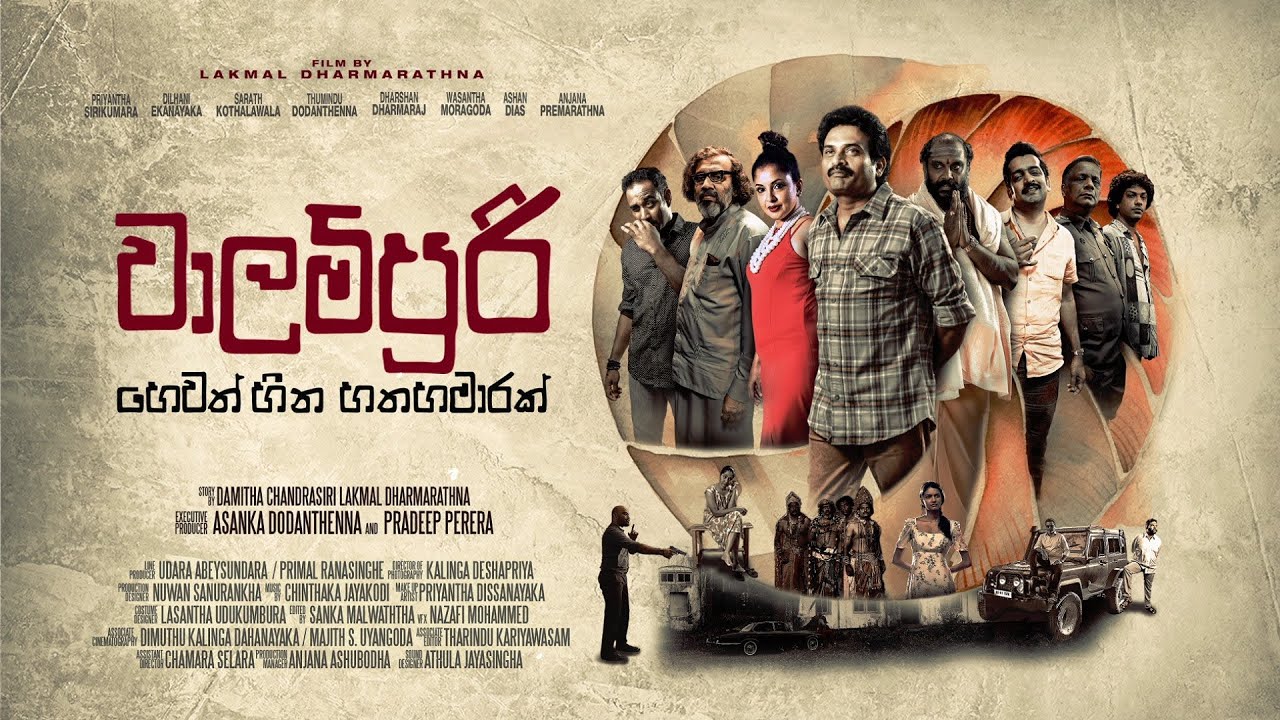 FILM BY
LAKMAL DHARMARATHNA
PRIYANTHA SIRIKUMARA
DILHANI EKANAYAKA
SARATH KOTHALAWALA
THUMINDU DODANTHENNA
DHARSHAN DHARMARAJ
WASANTHA MORAGODA
ASHAN DIAS
ANJANA PREMARATHNA
වාලම්පුරී
හෙවත් හීන හතහමාරක්
STORY BY DAMITHA CHANDRASIRI LAKMAL DHARMARATHNA
EXECUTIVE PRODUCER ASANKA DODANTHENNA AND PRADEEP PERERA
LINE PRODUCER UDARA ABEYSUNDARA / PRIMAL RANASINGHE DIRECTOR OF PHOTOGRAPHY KALINGA DESHAPRIYA
PRODUCTION DESIGNER NUWAN SANURANKHA MUSIC BY CHINTHAKA JAYAKODI MAKE UP ARTIST PRIYANTHA DISSANAYAKA
COSTUME DESIGNER LASANTHA UDUKUMBURA EDITED BY SANKA MALWATHTHA VFX NAZAFI MOHAMMED
ASSOCIATE CINEMATOGRAPHY DIMUTHU KALINGA DAHANAYAKA / MAJITH S. UYANGODA ASSOCIATE EDITOR THARINDU KARIYAWASAM
ASSISTANT DIRECTOR CHAMARA SELARA PRODUCTION MANAGER ANJANA ASHUBODHA SOUND DESIGNER ATHULA JAYASINGHA